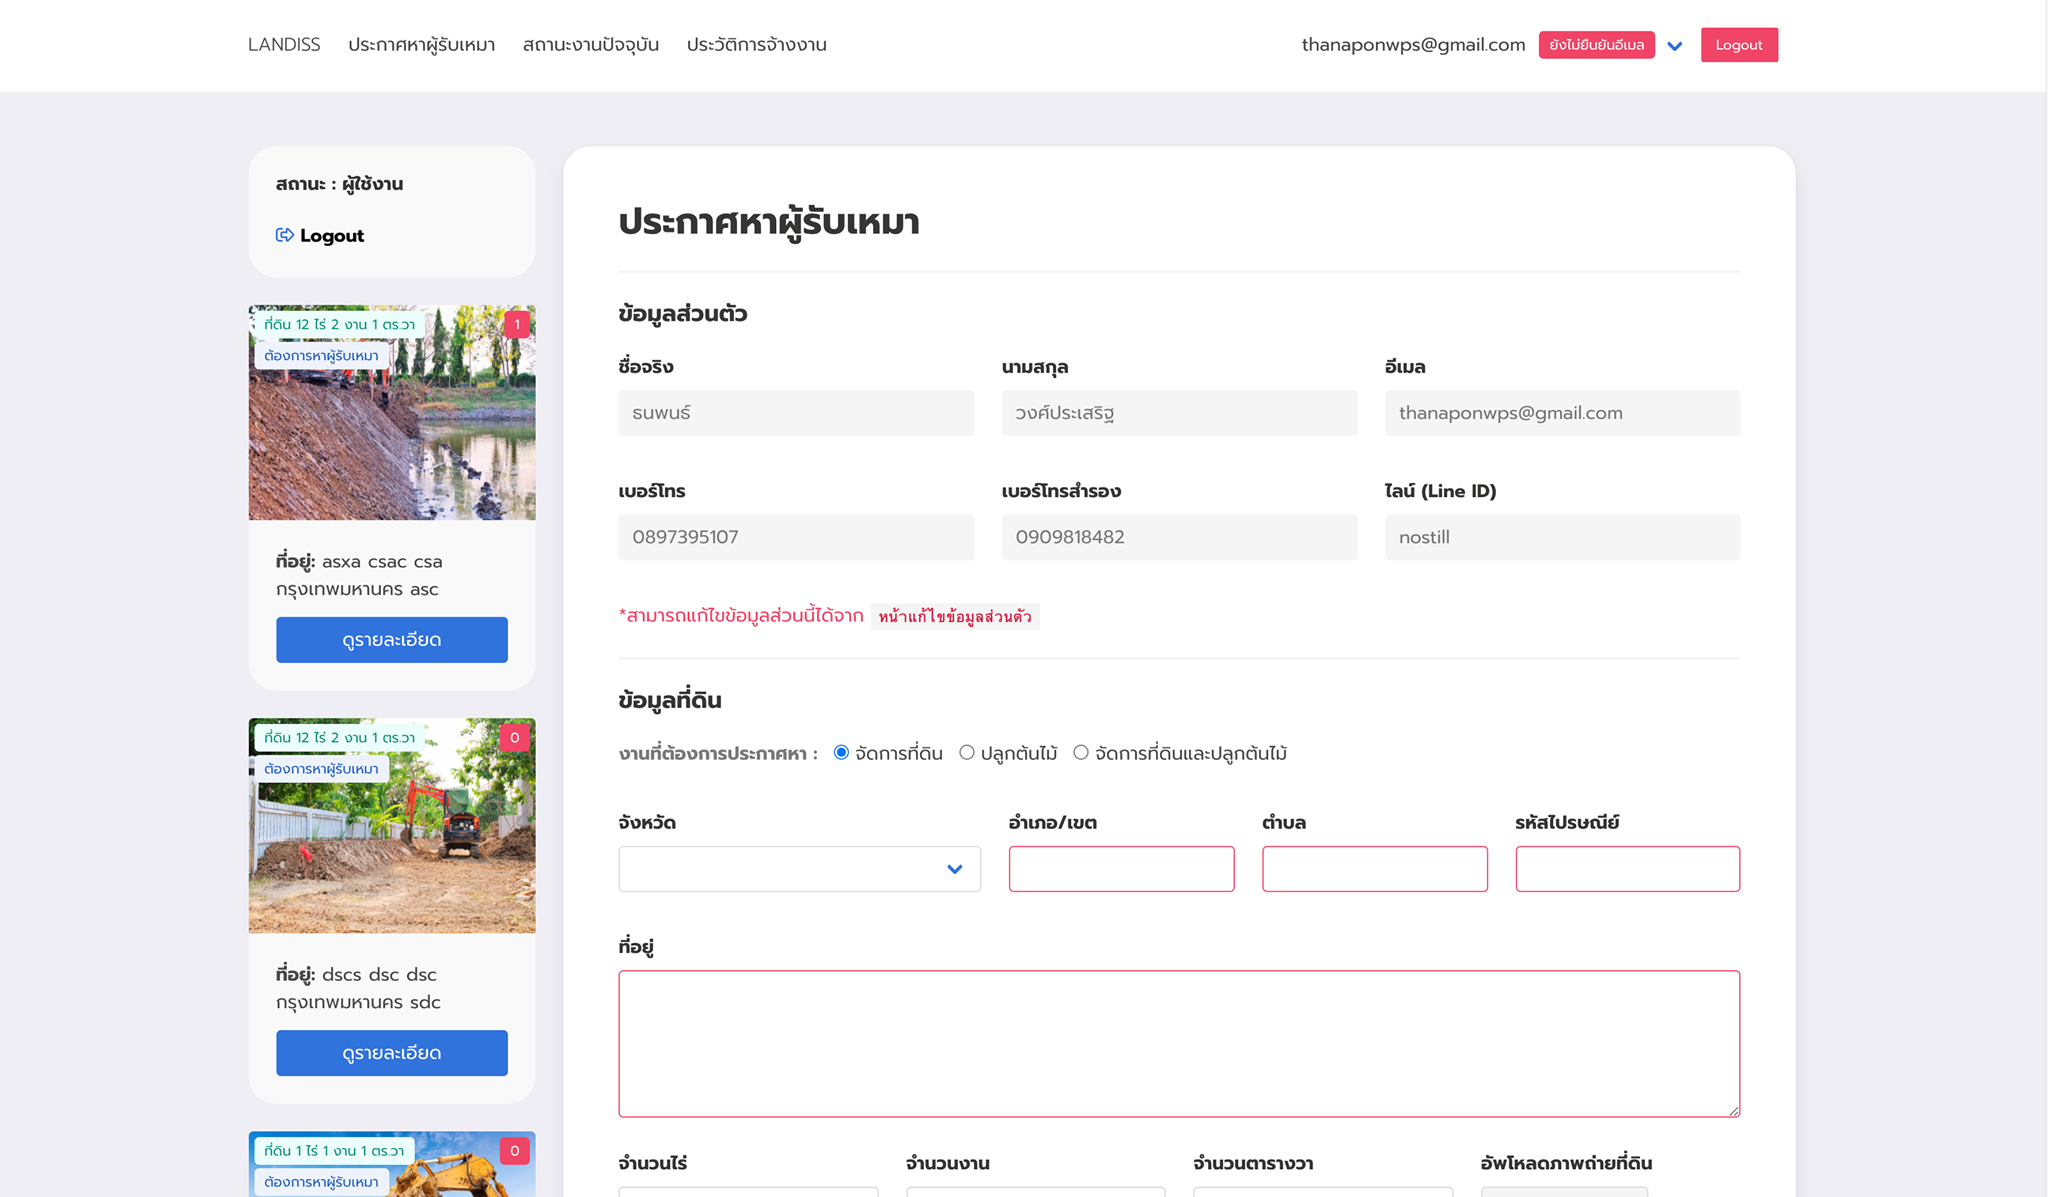 LANDISS ประกาศหาผู้รับเหมา สถานะงานปัจจุบัน ประวัติการจ้างงาน thanaponwps@gmail.com ยังไม่ยืนยันอีเมล Logout
สถานะ : ผู้ใช้งาน
Logout
ที่ดิน 12 ไร่ 2 งาน 1 ตร.วา 1
ต้องการหาผู้รับเหมา
ที่อยู่: asxa csac csa
กรุงเทพมหานคร asc
ดูรายละเอียด
ที่ดิน 12 ไร่ 2 งาน 1 ตร.วา 0
ต้องการหาผู้รับเหมา
ที่อยู่: dscs dsc dsc
กรุงเทพมหานคร sdc
ดูรายละเอียด
ที่ดิน 1 ไร่ 1 งาน 1 ตร.วา 0
ต้องการหาผู้รับเหมา
ประกาศหาผู้รับเหมา
ข้อมูลส่วนตัว
ชื่อจริง นามสกุล อีเมล
ธนพนธ์ วงศ์ประเสริฐ thanaponwps@gmail.com
เบอร์โทร เบอร์โทรสำรอง ไลน์ (Line ID)
0897395107 0909818482 nostill
*สามารถแก้ไขข้อมูลส่วนนี้ได้จาก หน้าแก้ไขข้อมูลส่วนตัว
ข้อมูลที่ดิน
งานที่ต้องการประกาศหา : จัดการที่ดิน ปลูกต้นไม้ จัดการที่ดินและปลูกต้นไม้
จังหวัด อำเภอ/เขต ตำบล รหัสไปรษณีย์
ที่อยู่
จำนวนไร่ จำนวนงาน จำนวนตารางวา อัพโหลดภาพถ่ายที่ดิน